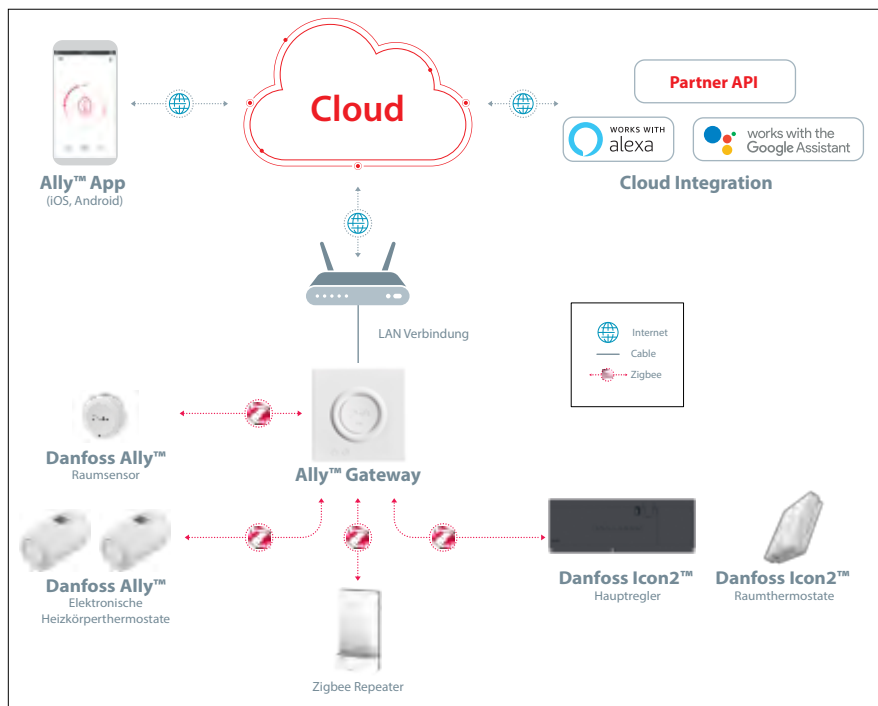 Cloud
Partner API
WORKS WITH
alexa
works with the
Google Assistant
Ally™ App
(iOS, Android)
Cloud Integration
LAN Verbindung
Internet
Cable
Zigbee
Danfoss Ally™
Raumsensor
Ally™ Gateway
Danfoss Ally™
Elektronische
Heizkörperthermostate
Danfoss Icon2™
Hauptregler
Danfoss Icon2™
Raumthermostate
Zigbee Repeater